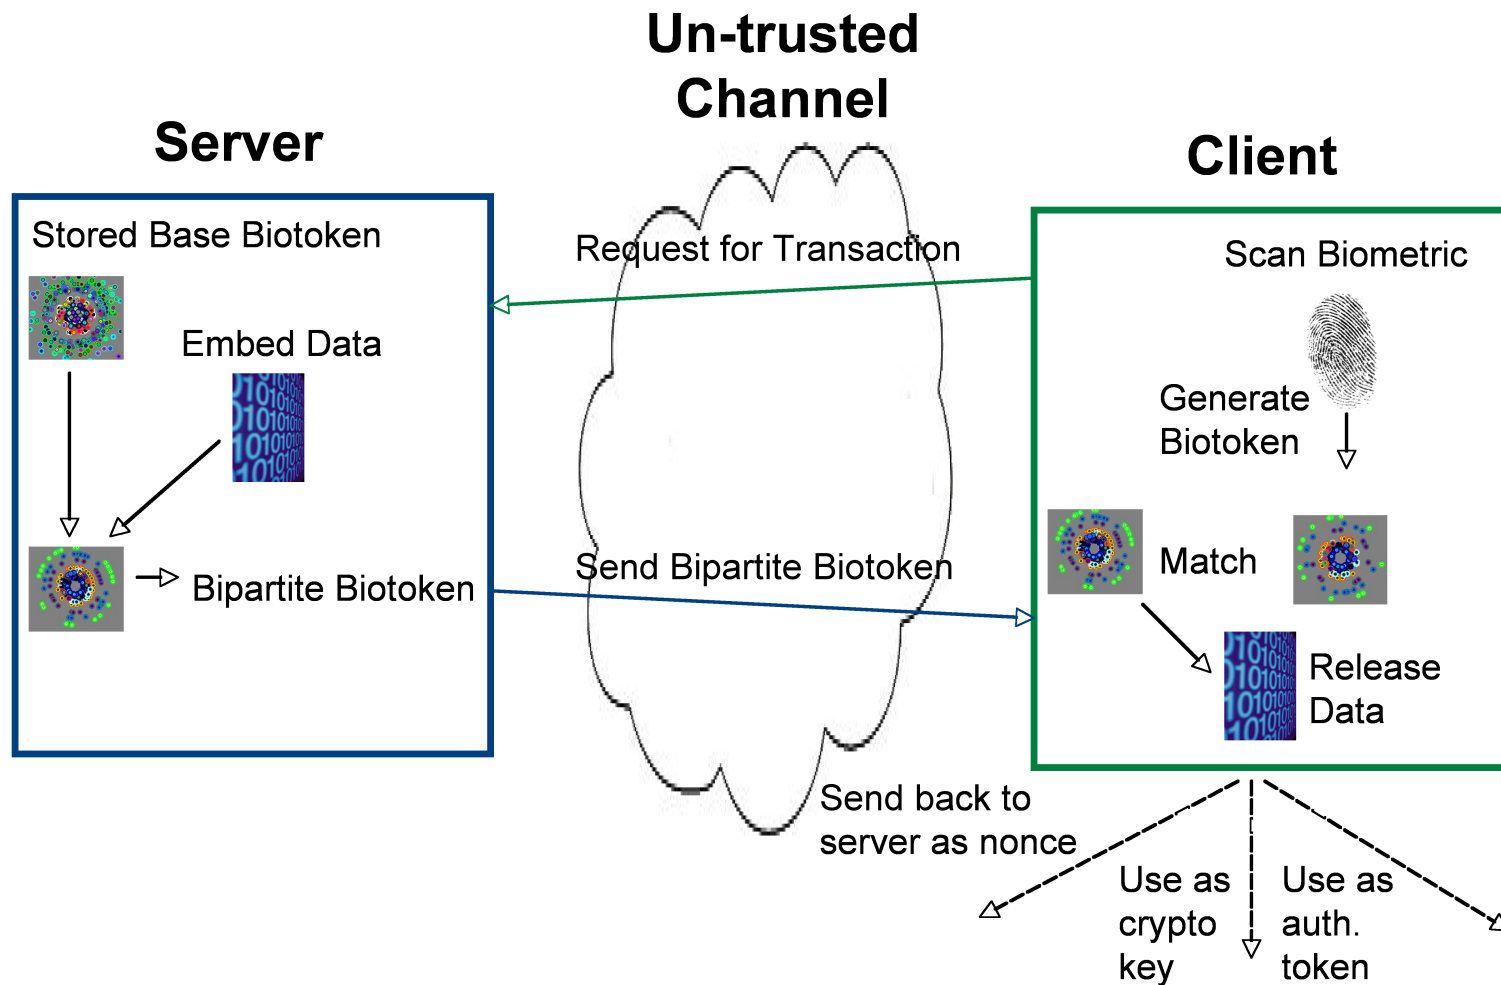 Un-trusted
Channel
Server
Client
Stored Base Biotoken
Embed Data
Bipartite Biotoken
Request for Transaction
Send Bipartite Biotoken
Scan Biometric
Generate
Biotoken
Match
Release
Data
Send back to
server as nonce
Use as
crypto
key
Use as
auth.
token